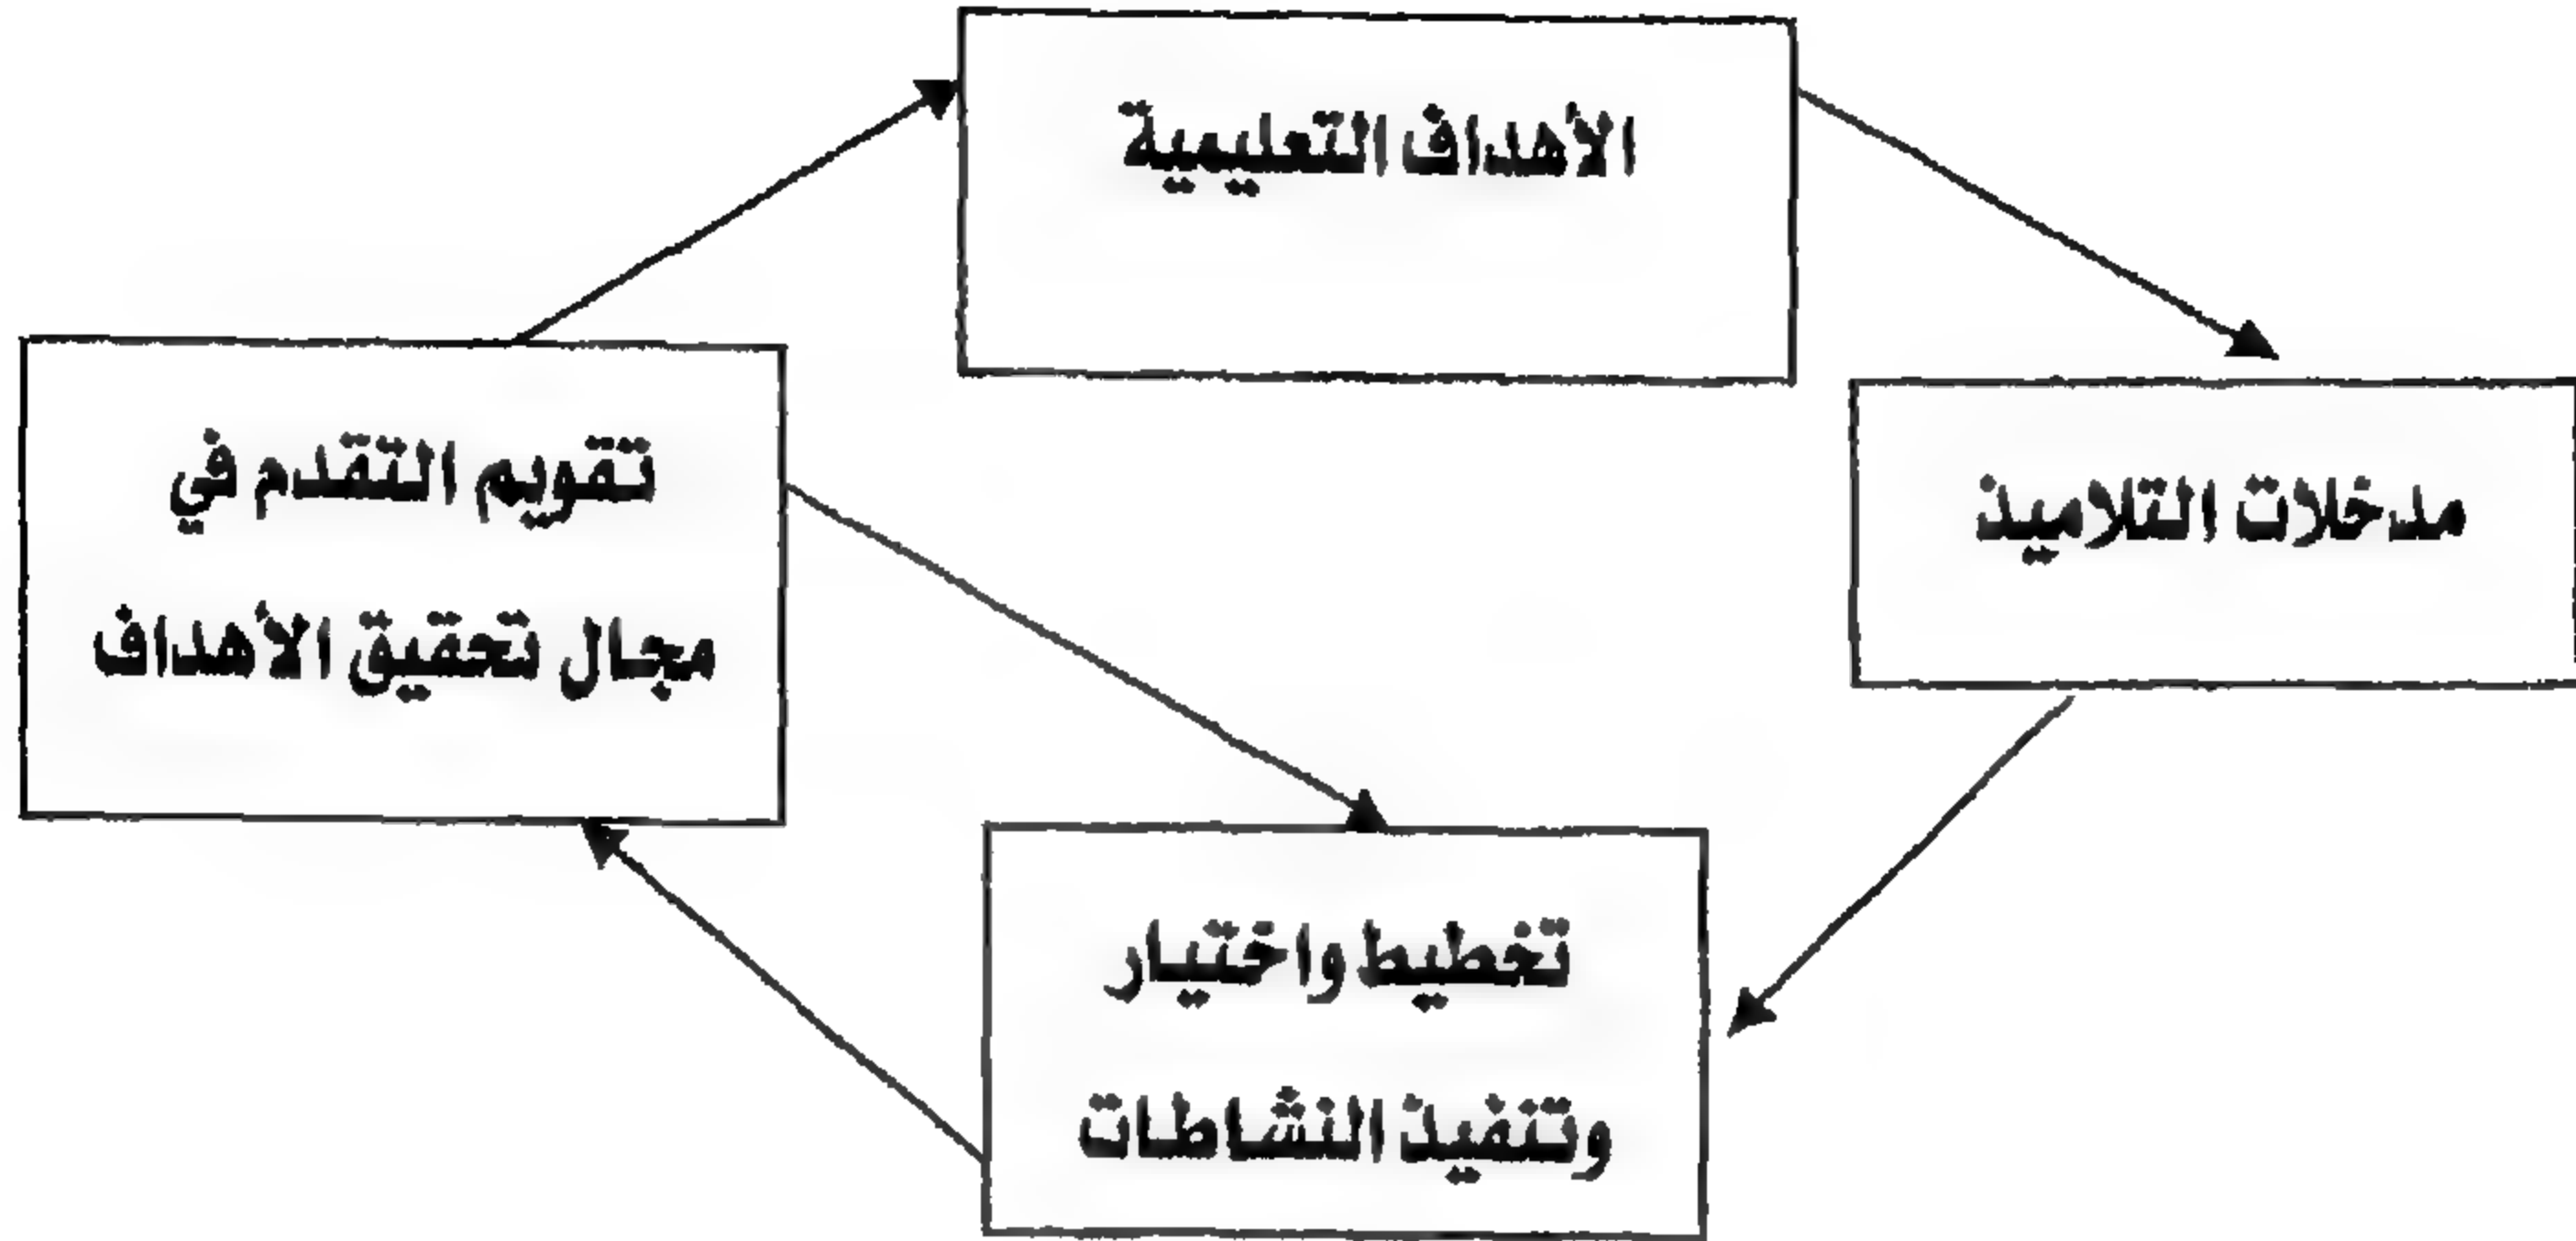 الأهداف التعليمية
مدخلات التلاميذ
تخطيط واختيار
وتنفيذ النشاطات
تقويم التقدم في
مجال تحقيق الأهداف